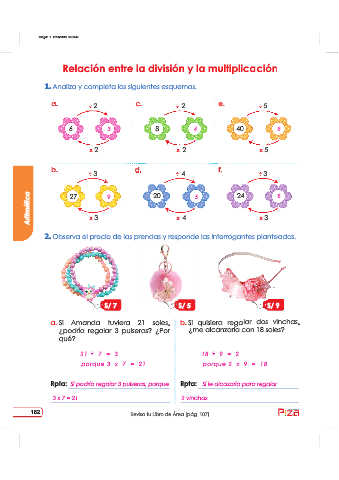 Relación entre la división y la multiplicación
1. Analiza y completa los siguientes esquemas.
a. ÷ 2 c. ÷ 2 e. ÷ 5
6 3 8 4 40 8
x 2 x 2 x 5
b. ÷ 3 d. ÷ 4 f. ÷ 3
27 9 20 5 24 8
x 3 x 4 x 3
Aritmética
2. Observa el precio de las prendas y responde las interrogantes planteadas.
S/ 7 S/ 5 S/ 9
a. Si Amanda tuviera 21 soles,
¿podría regalar 3 pulseras? ¿Por
qué?
21 ÷ 7 = 3
porque 3 x 7 = 21
Rpta: Sí podría regalar 3 pulseras, porque
3 x 7 = 21
b. Si quisiera regalar dos vinchas,
¿me alcanzaría con 18 soles?
18 ÷ 9 = 2
porque 2 x 9 = 18
Rpta: Sí le alcanzaría para regalar
2 vinchas
182
Revisa tu Libro de Área (pág. 107)